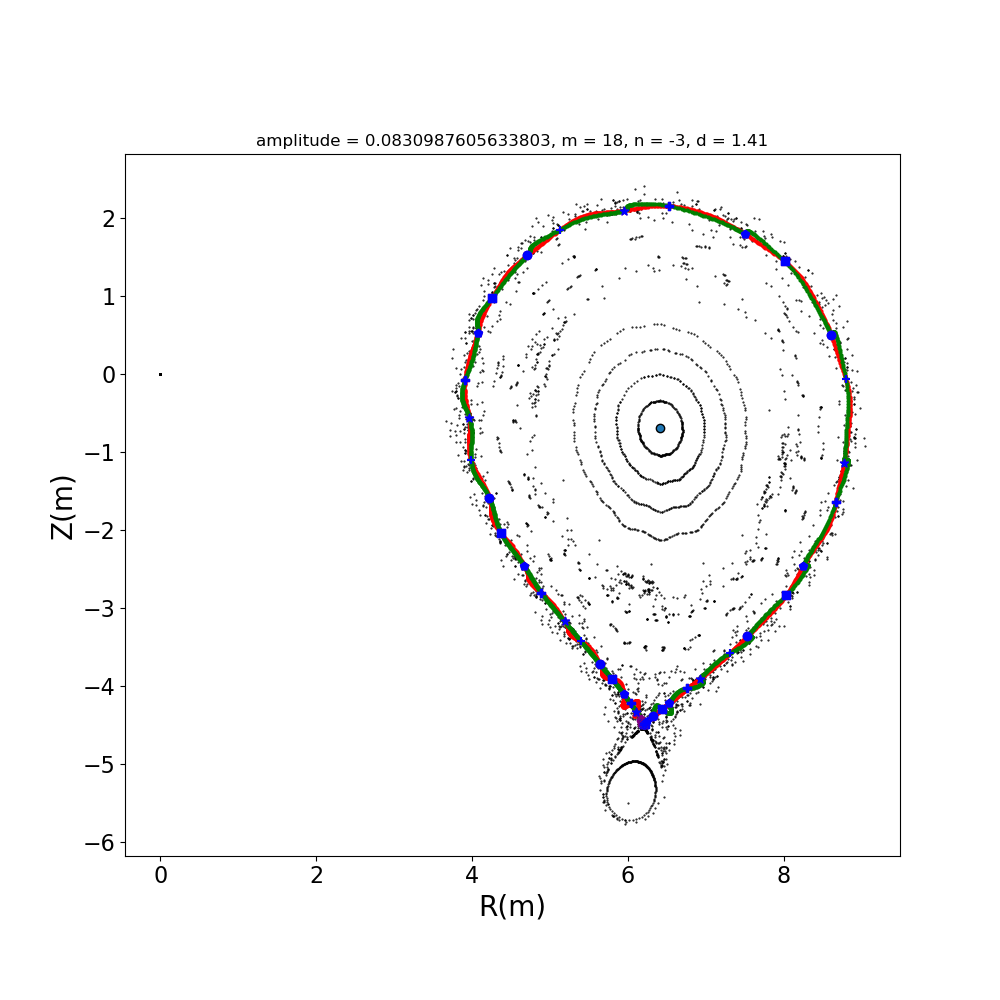 amplitude = 0.0830987605633803, m = 18, n = -3, d = 1.41
2
1
0
−1
−2
−3
−4
−5
−6
Z(m)
0 2 4 6 8
R(m)